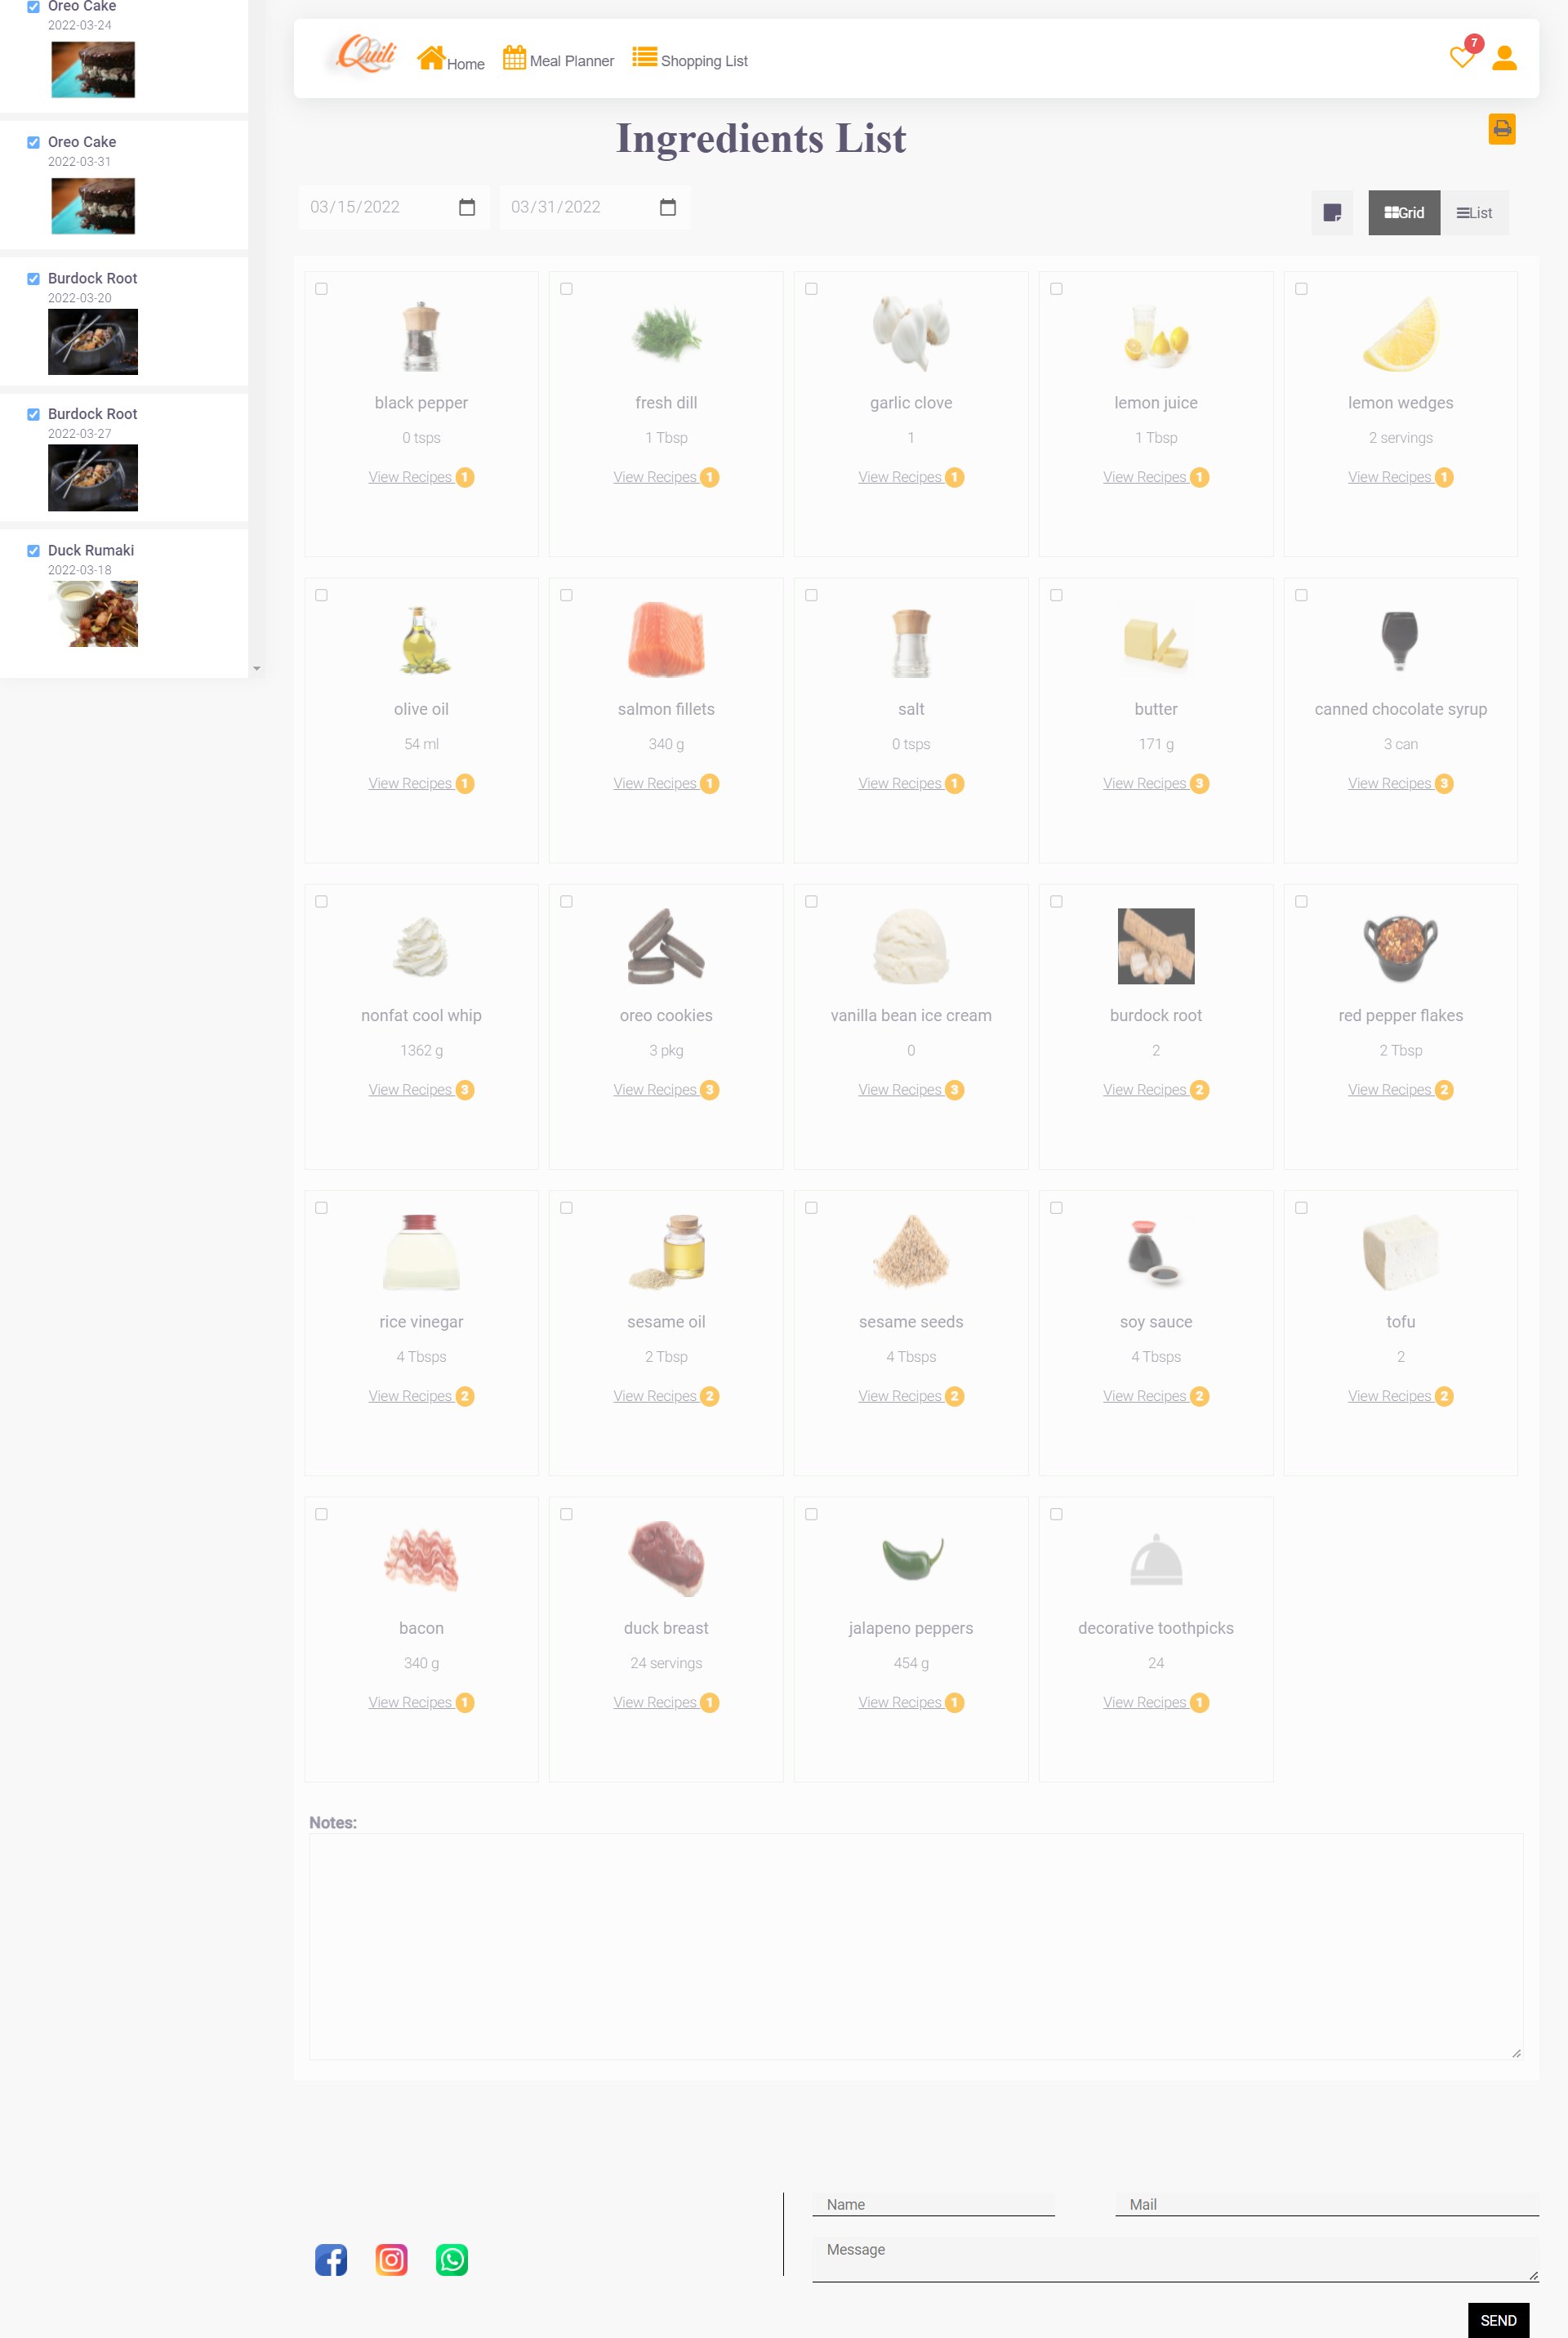 Oreo Cake
2022-03-24
Oreo Cake
2022-03-31
Burdock Root
2022-03-20
Burdock Root
2022-03-27
Duck Rumaki
2022-03-18
Quili
Home
Meal Planner
Shopping List
7
Ingredients List
03/15/2022
03/31/2022
Grid
List
black pepper
0 tsps
View Recipes 1
fresh dill
1 Tbsp
View Recipes 1
garlic clove
1
View Recipes 1
lemon juice
1 Tbsp
View Recipes 1
lemon wedges
2 servings
View Recipes 1
olive oil
54 ml
View Recipes 1
salmon fillets
340 g
View Recipes 1
salt
0 tsps
View Recipes 1
butter
171 g
View Recipes 3
canned chocolate syrup
3 can
View Recipes 3
nonfat cool whip
1362 g
View Recipes 3
oreo cookies
3 pkg
View Recipes 3
vanilla bean ice cream
0
View Recipes 3
burdock root
2
View Recipes 2
red pepper flakes
2 Tbsp
View Recipes 2
rice vinegar
4 Tbsps
View Recipes 2
sesame oil
2 Tbsp
View Recipes 2
sesame seeds
4 Tbsps
View Recipes 2
soy sauce
4 Tbsps
View Recipes 2
tofu
2
View Recipes 2
bacon
340 g
View Recipes 1
duck breast
24 servings
View Recipes 1
jalapeno peppers
454 g
View Recipes 1
decorative toothpicks
24
View Recipes 1
Notes:
Name
Mail
Message
SEND